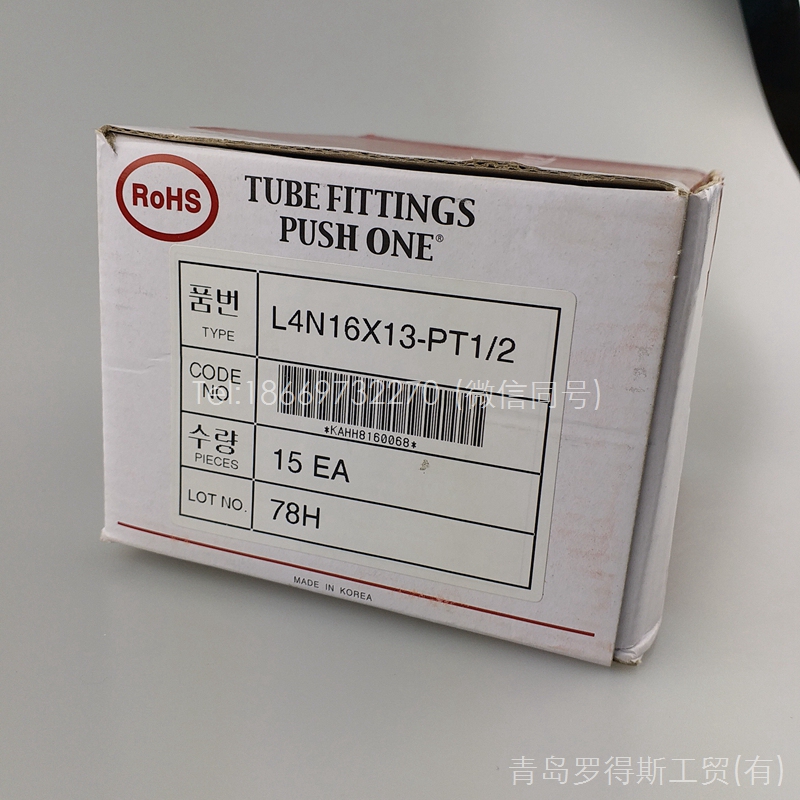 RoHS
TUBE FITTINGS
PUSH ONE®
품번
TYPE
L4N16X13-PT1/2
CODE
NO.
*KAHH8160068*
Tel:18669732270 (微信同号)
수량
PIECES
15 EA
LOT NO.
78H
MADE IN KOREA
青岛罗得斯工贸(有)